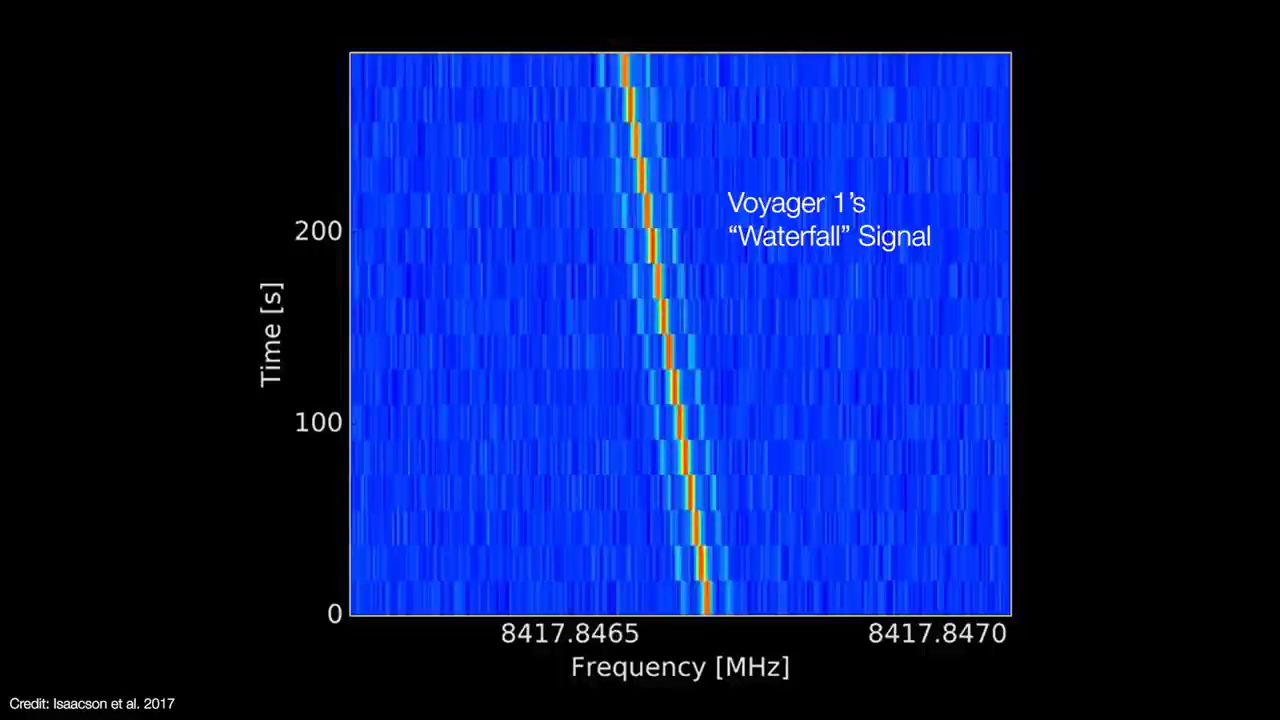 Voyager 1’s
“Waterfall” Signal
200
100
0
Time [s]
8417.8465 8417.8470
Frequency [MHz]
Credit: Isaacson et al. 2017